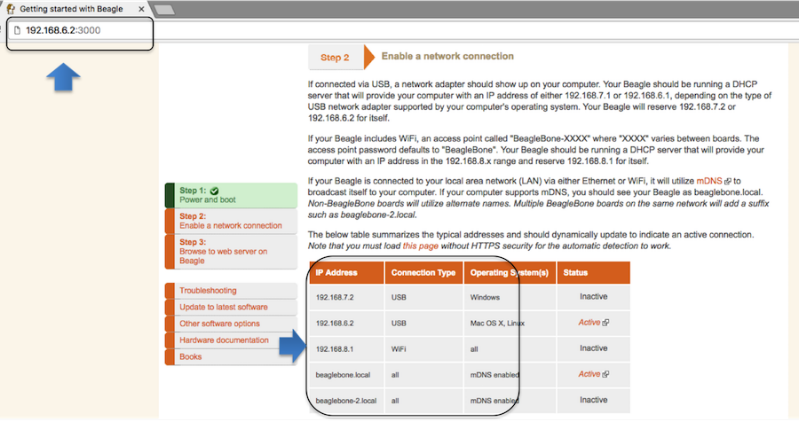 Getting started with Beagle
192.168.6.2:3000
Step 2
Enable a network connection
If connected via USB, a network adapter should show up on your computer. Your Beagle should be running a DHCP
server that will provide your computer with an IP address of either 192.168.7.1 or 192.168.6.1, depending on the type of
USB network adapter supported by your computer's operating system. Your Beagle will reserve 192.168.7.2 or
192.168.6.2 for itself.
If your Beagle includes WiFi, an access point called "BeagleBone-XXXX" where "XXXX" varies between boards. The
access point password defaults to "BeagleBone". Your Beagle should be running a DHCP server that will provide your
computer with an IP address in the 192.168.8.x range and reserve 192.168.8.1 for itself.
If your Beagle is connected to your local area network (LAN) via either Ethernet or WiFi, it will utilize mDNS to
broadcast itself to your computer. If your computer supports mDNS, you should see your Beagle as beaglebone.local.
Non-BeagleBone boards will utilize alternate names. Multiple BeagleBone boards on the same network will add a suffix
such as beaglebone-2.local.
The below table summarizes the typical addresses and should dynamically update to indicate an active connection.
Note that you must load this page without HTTPS security for the automatic detection to work.
Step 1:
Power and boot
Step 2:
Enable a network connection
Step 3:
Browse to web server on
Beagle
Troubleshooting
Update to latest software
Other software options
Hardware documentation
Books
IP Address Connection Type Operating System(s) Status
192.168.7.2 USB Windows Inactive
192.168.6.2 USB Mac OS X, Linux Active
192.168.8.1 WiFi all Inactive
beaglebone.local all mDNS enabled Active
beaglebone-2.local all mDNS enabled Inactive